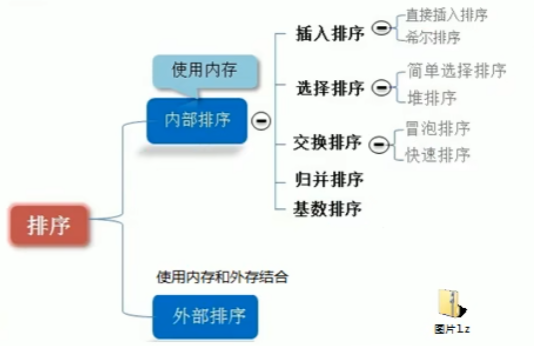 排序
使用内存
内部排序
插入排序
直接插入排序
希尔排序
选择排序
简单选择排序
堆排序
交换排序
冒泡排序
快速排序
归并排序
基数排序
使用内存和外存结合
外部排序
图片1.z